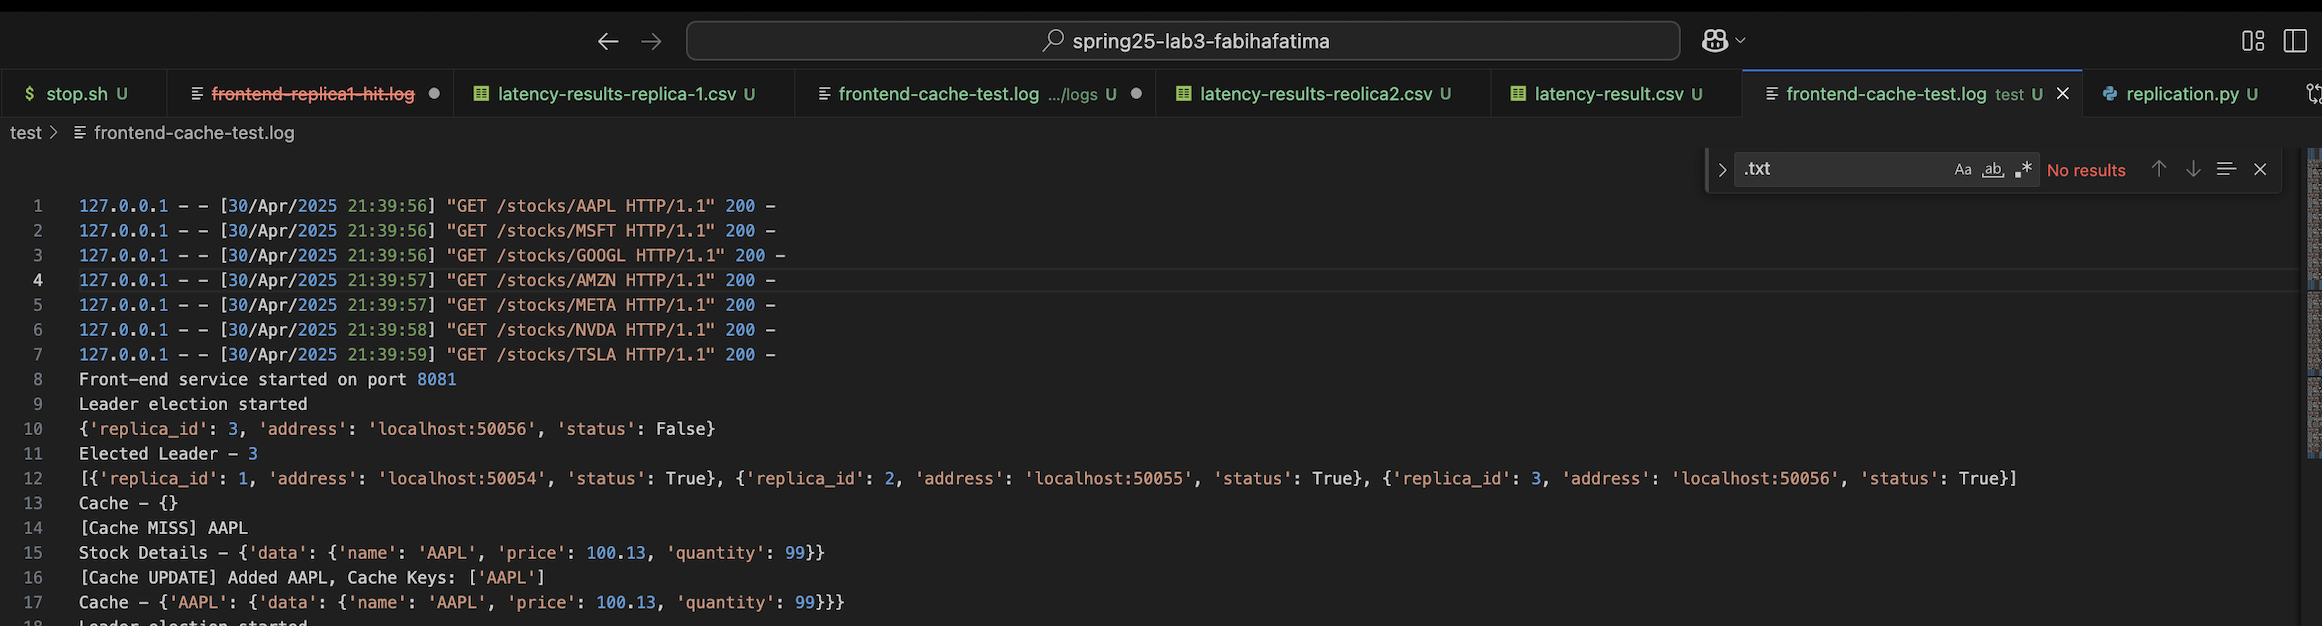 spring25-lab3-fabihafatima
$ stop.sh U frontend-replica1-hit.log latency-results-replica-1.csv U frontend-cache-test.log .../logs U latency-results-reolica2.csv U latency-result.csv U frontend-cache-test.log test U replication.py U
test > frontend-cache-test.log
.txt Aa ab .* No results
1 127.0.0.1 - - [30/Apr/2025 21:39:56] "GET /stocks/AAPL HTTP/1.1" 200 -
2 127.0.0.1 - - [30/Apr/2025 21:39:56] "GET /stocks/MSFT HTTP/1.1" 200 -
3 127.0.0.1 - - [30/Apr/2025 21:39:56] "GET /stocks/GOOGL HTTP/1.1" 200 -
4 127.0.0.1 - - [30/Apr/2025 21:39:57] "GET /stocks/AMZN HTTP/1.1" 200 -
5 127.0.0.1 - - [30/Apr/2025 21:39:57] "GET /stocks/META HTTP/1.1" 200 -
6 127.0.0.1 - - [30/Apr/2025 21:39:58] "GET /stocks/NVDA HTTP/1.1" 200 -
7 127.0.0.1 - - [30/Apr/2025 21:39:59] "GET /stocks/TSLA HTTP/1.1" 200 -
8 Front-end service started on port 8081
9 Leader election started
10 {'replica_id': 3, 'address': 'localhost:50056', 'status': False}
11 Elected Leader - 3
12 [{'replica_id': 1, 'address': 'localhost:50054', 'status': True}, {'replica_id': 2, 'address': 'localhost:50055', 'status': True}, {'replica_id': 3, 'address': 'localhost:50056', 'status': True}]
13 Cache - {}
14 [Cache MISS] AAPL
15 Stock Details - {'data': {'name': 'AAPL', 'price': 100.13, 'quantity': 99}}
16 [Cache UPDATE] Added AAPL, Cache Keys: ['AAPL']
17 Cache - {'AAPL': {'data': {'name': 'AAPL', 'price': 100.13, 'quantity': 99}}}
18 Leader election started